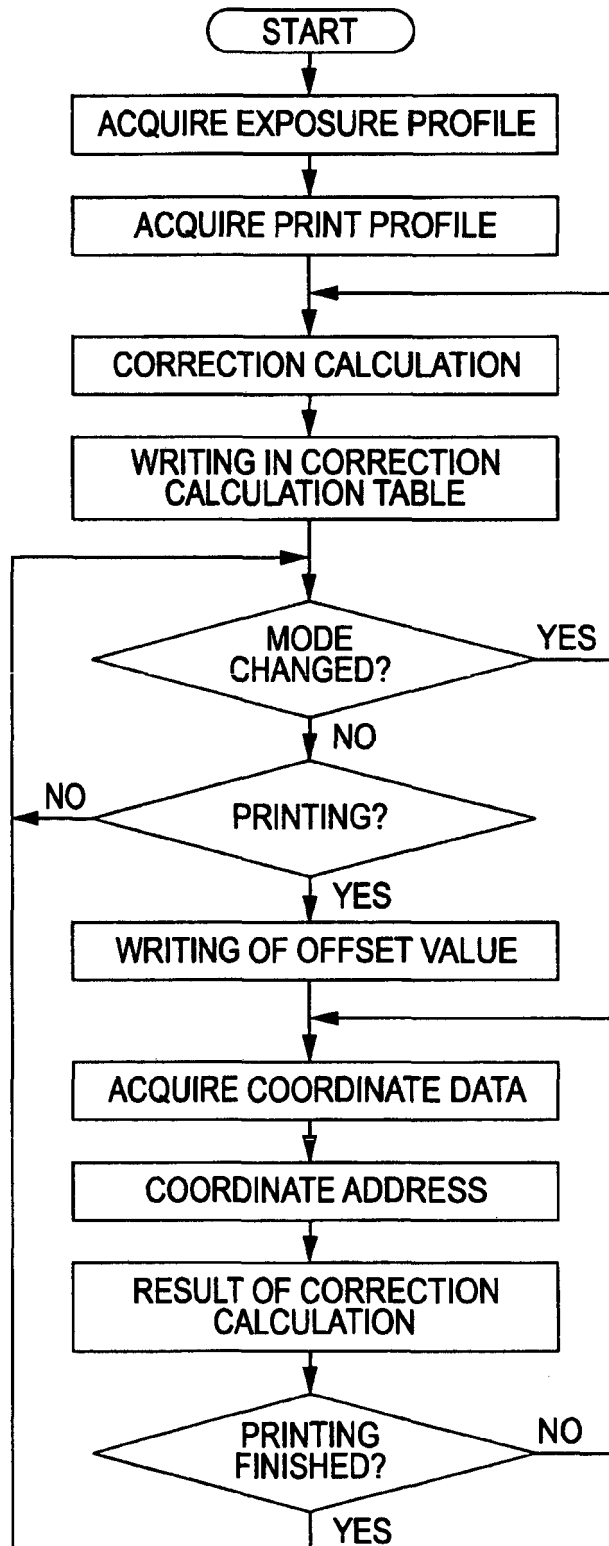 START
ACQUIRE EXPOSURE PROFILE
ACQUIRE PRINT PROFILE
CORRECTION CALCULATION
WRITING IN CORRECTION
CALCULATION TABLE
MODE
CHANGED?
YES
NO
PRINTING?
NO
YES
WRITING OF OFFSET VALUE
ACQUIRE COORDINATE DATA
COORDINATE ADDRESS
RESULT OF CORRECTION
CALCULATION
PRINTING
FINISHED?
NO
YES